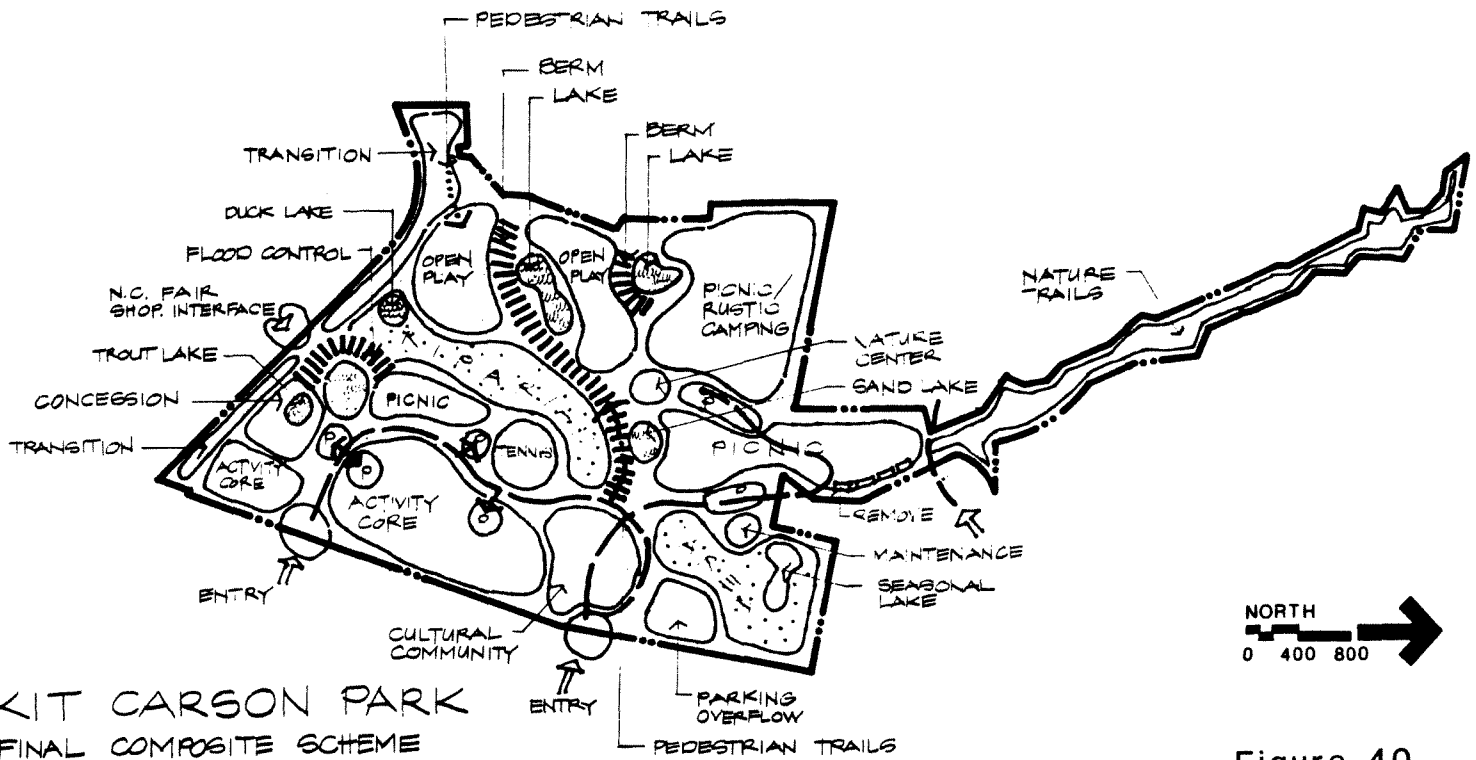 PEDESTRIAN TRAILS
BERM
LAKE
BERM
LAKE
TRANSITION
DUCK LAKE
FLOOD CONTROL
OPEN
PLAY
OPEN
PLAY
N.C. FAIR
SHOP. INTERFACE
PICNIC
RUSTIC
CAMPING
NATURE
TRAILS
TROUT LAKE
NATURE
CENTER
SAND LAKE
CONCESSION
PICNIC
P
TRANSITION
P
TENNIS
PICNIC
ACTIVITY
CORE
P
P
ACTIVITY
CORE
P
REMOVE
MAINTENANCE
SEASONAL
LAKE
ENTRY
CULTURAL
COMMUNITY
NORTH
0 400 800
KIT CARSON PARK
ENTRY
PARKING
OVERFLOW
FINAL COMPOSITE SCHEME
PEDESTRIAN TRAILS
Figure 40